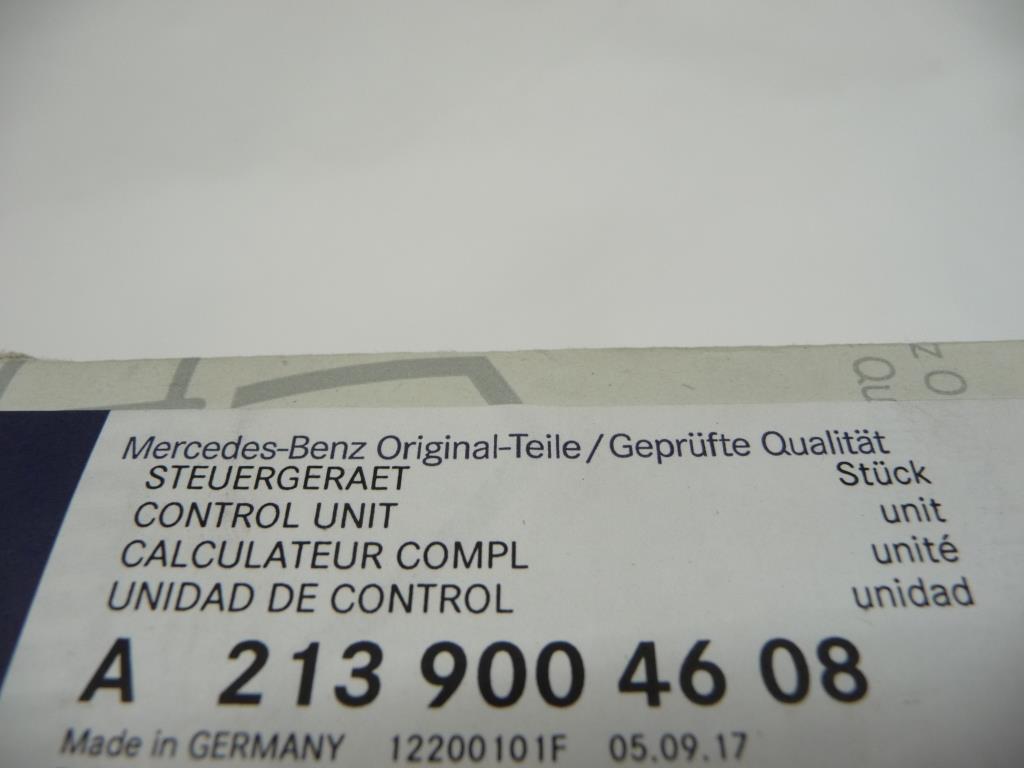 z O
Qu
Mercedes-Benz Original-Teile / Geprüfte Qualität
STEUERGERAET Stück
CONTROL UNIT unit
CALCULATEUR COMPL unité
UNIDAD DE CONTROL unidad
A 213 900 46 08
Made in GERMANY 12200101F 05.09.17